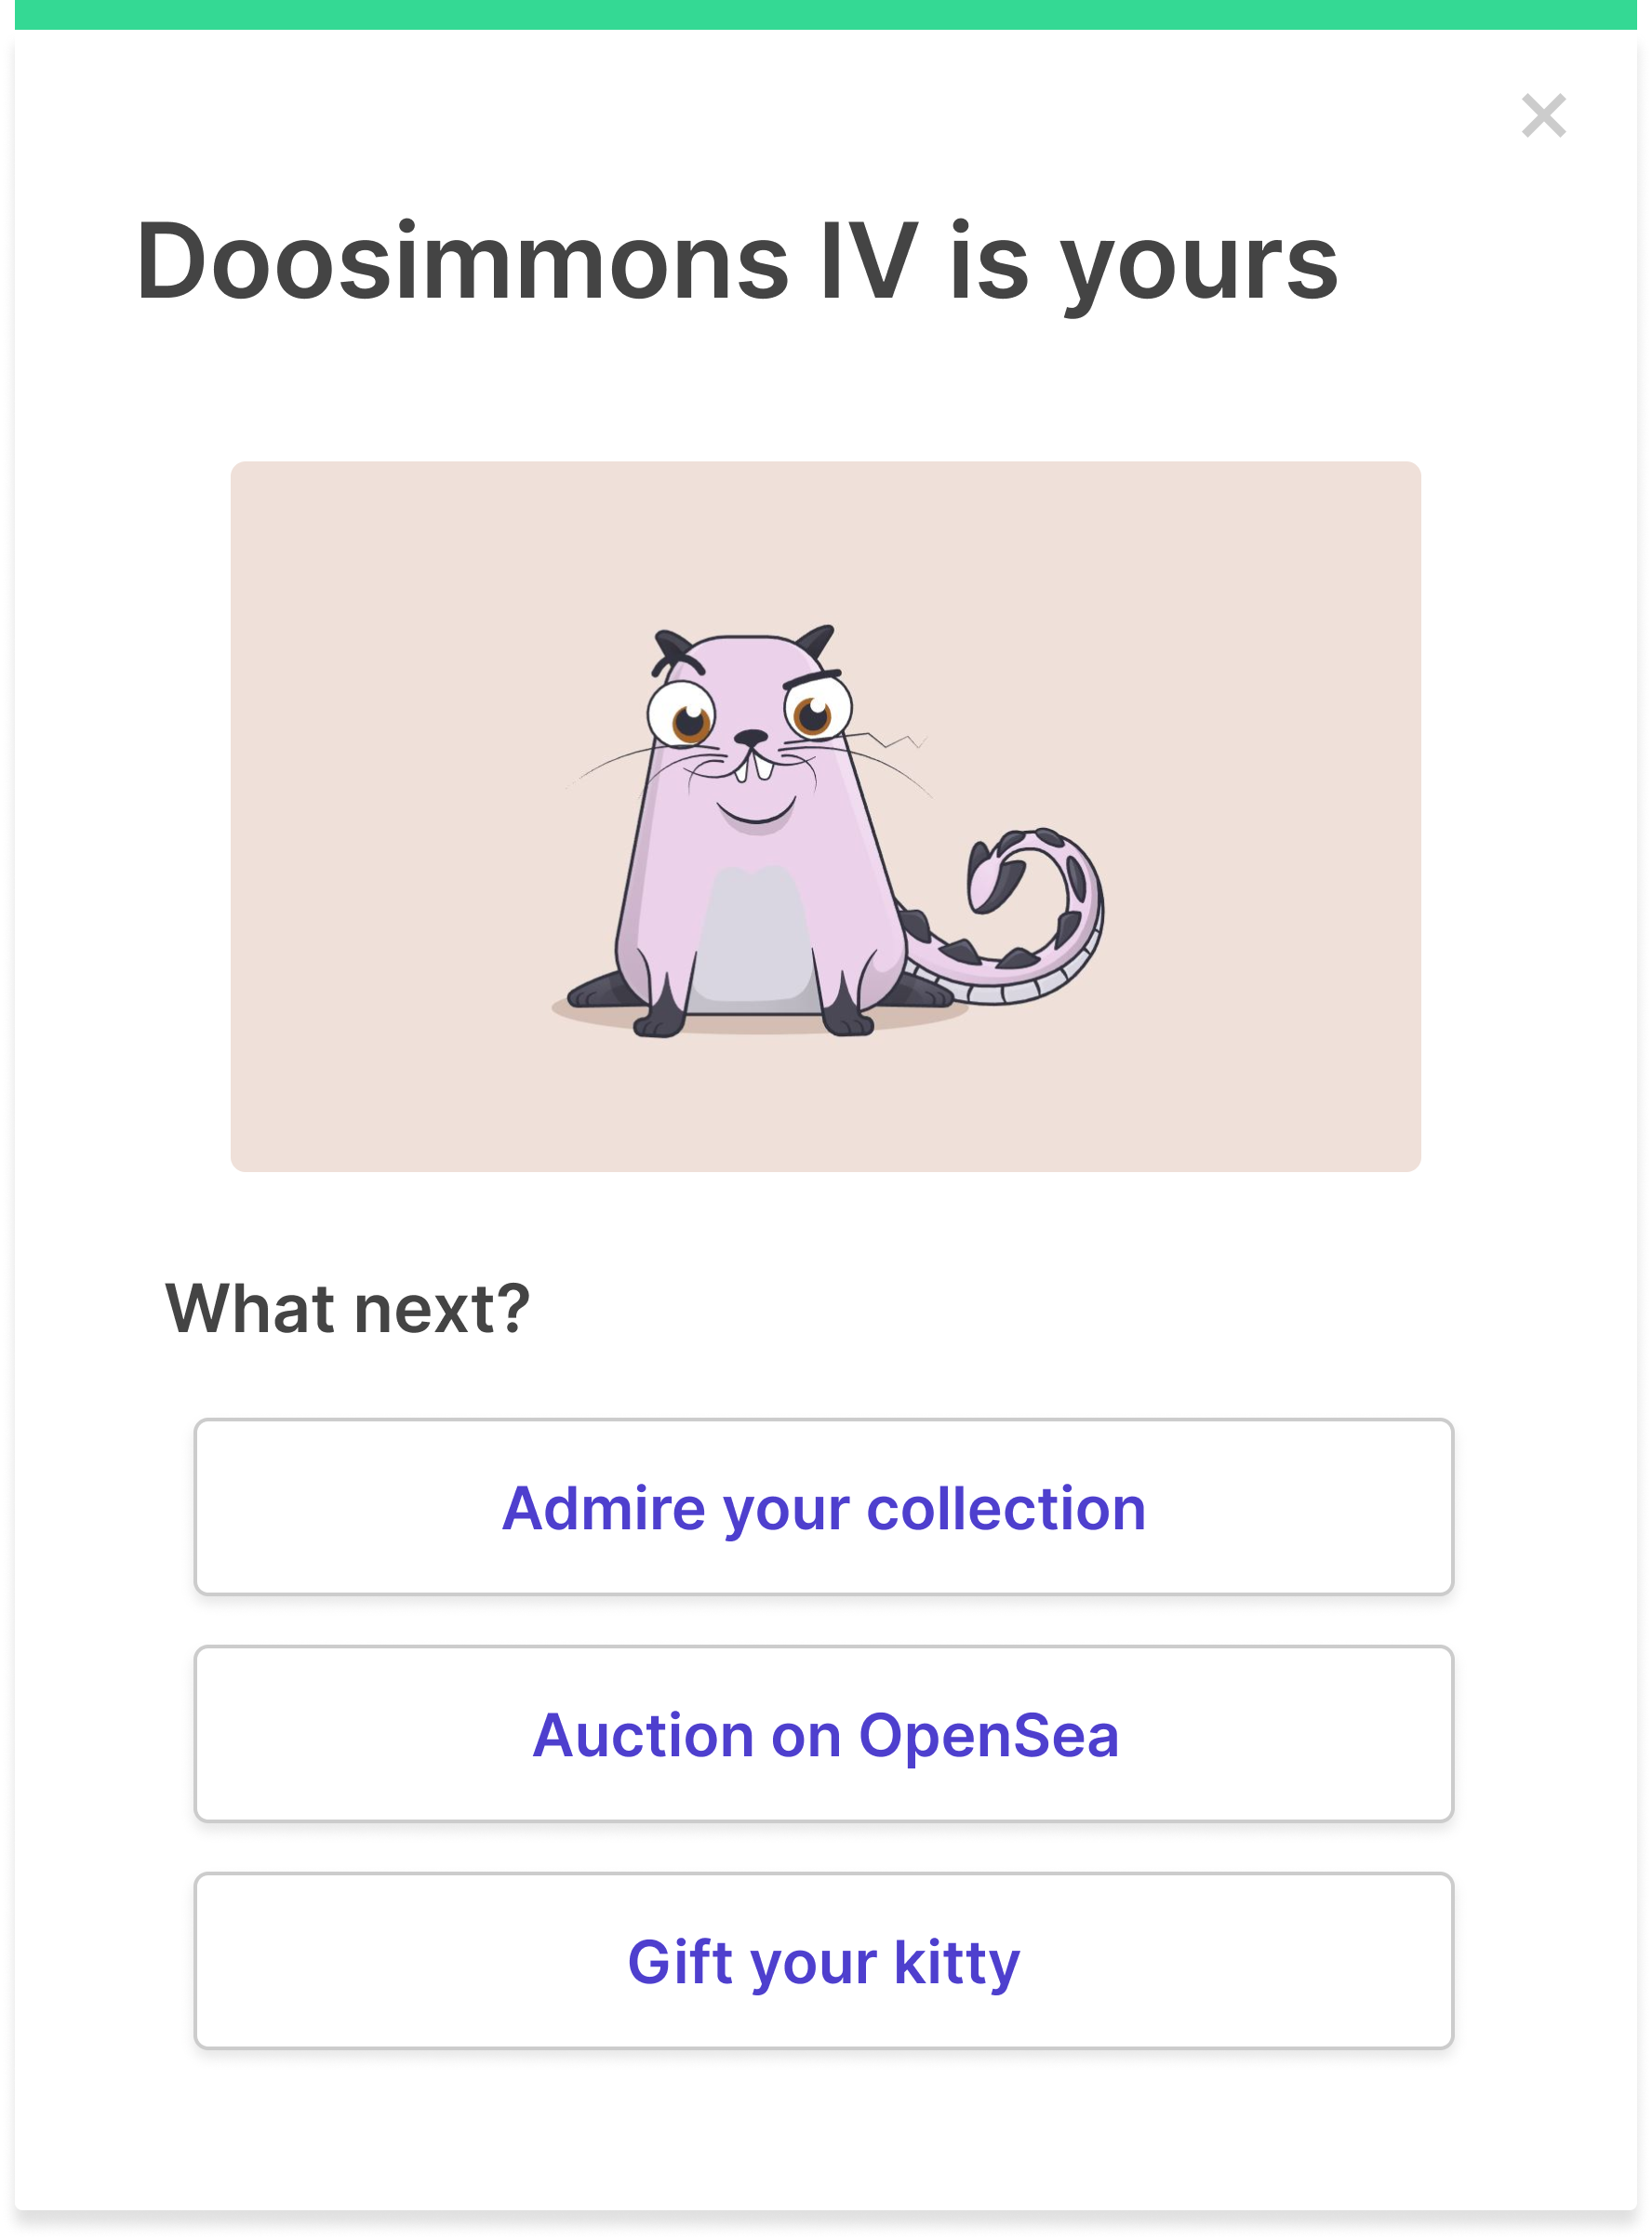 Doosimmons IV is yours
What next?
Admire your collection
Auction on OpenSea
Gift your kitty